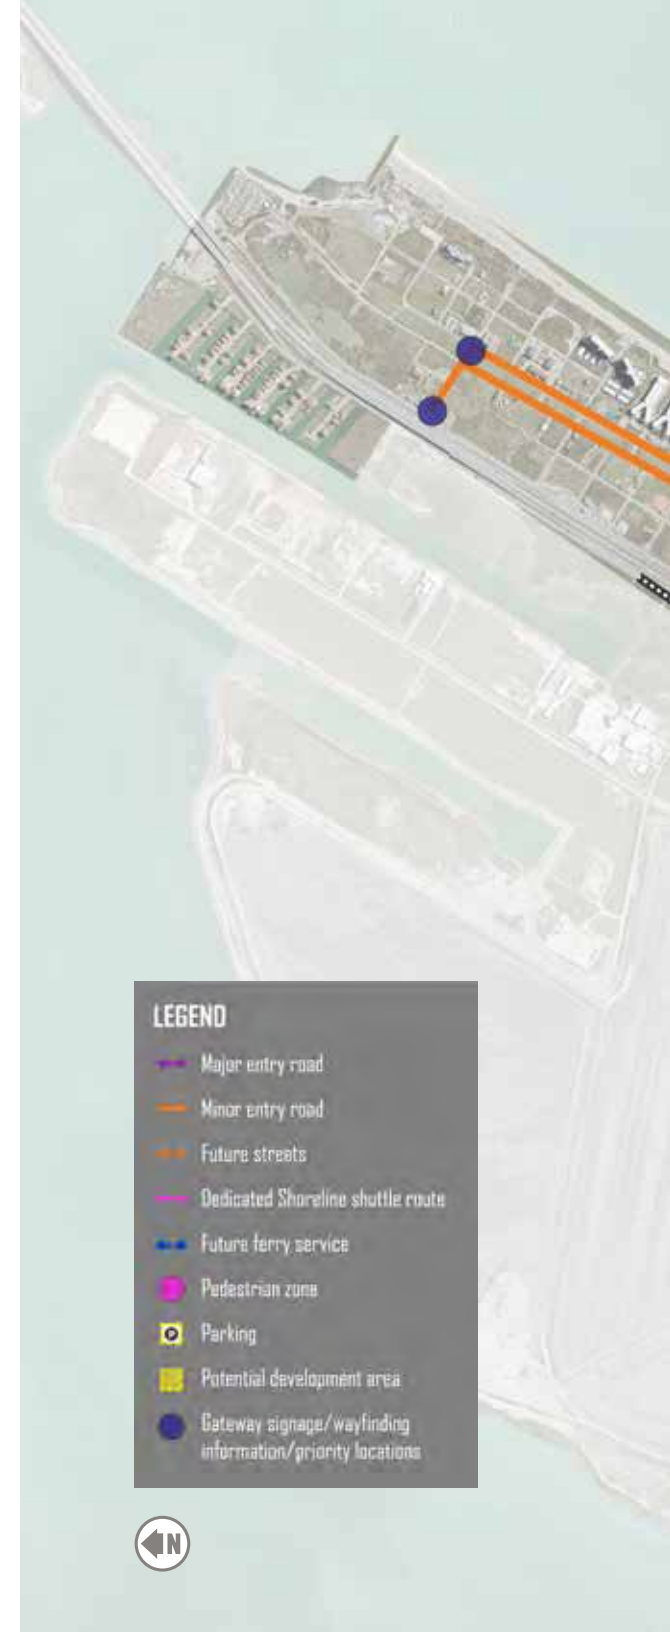 LEGEND
Major entry road
Minor entry road
Future streets
Dedicated Shoreline shuttle route
Future ferry service
Pedestrian zone
P Parking
Potential development area
Gateway signage/wayfinding
information/priority locations
N